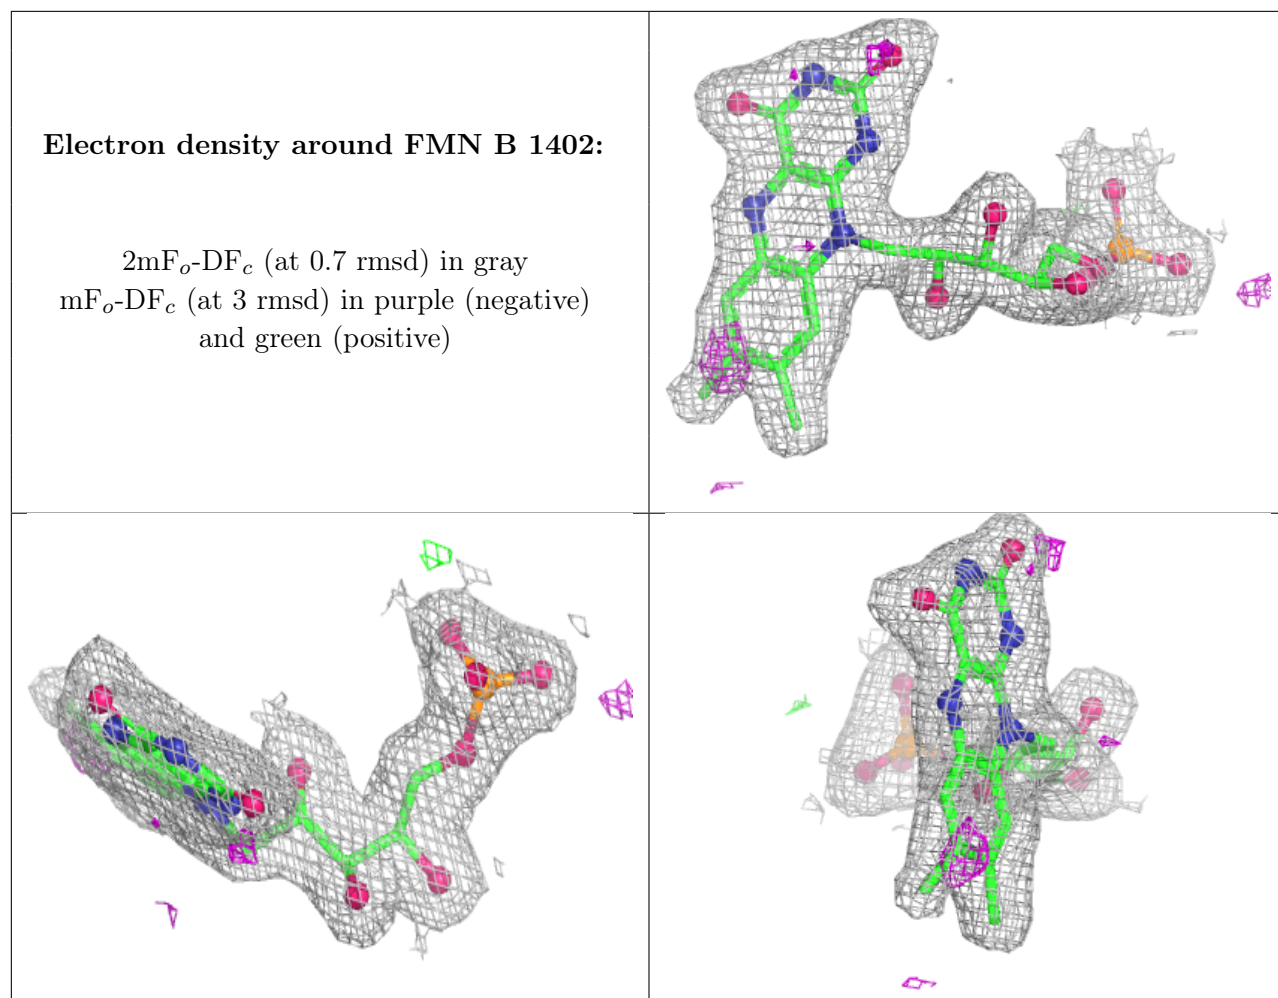 Electron density around FMN B 1402:
2mFo-DFc (at 0.7 rmsd) in gray
mFo-DFc (at 3 rmsd) in purple (negative)
and green (positive)